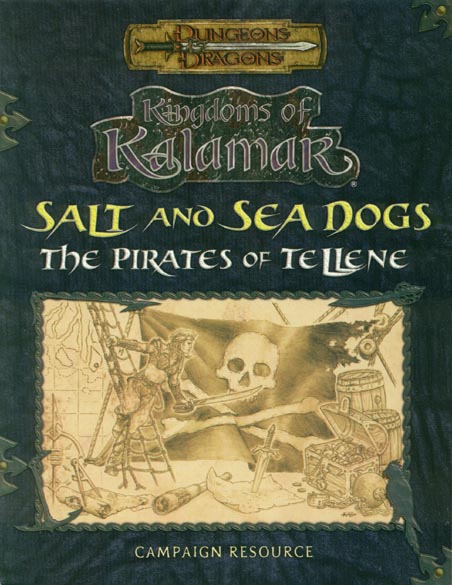 DUNGEONS
DRAGONS
Kingdoms of
Kalamar®
SALT AND SEA DOGS
THE PIRATES OF TELLENE
CAMPAIGN RESOURCE